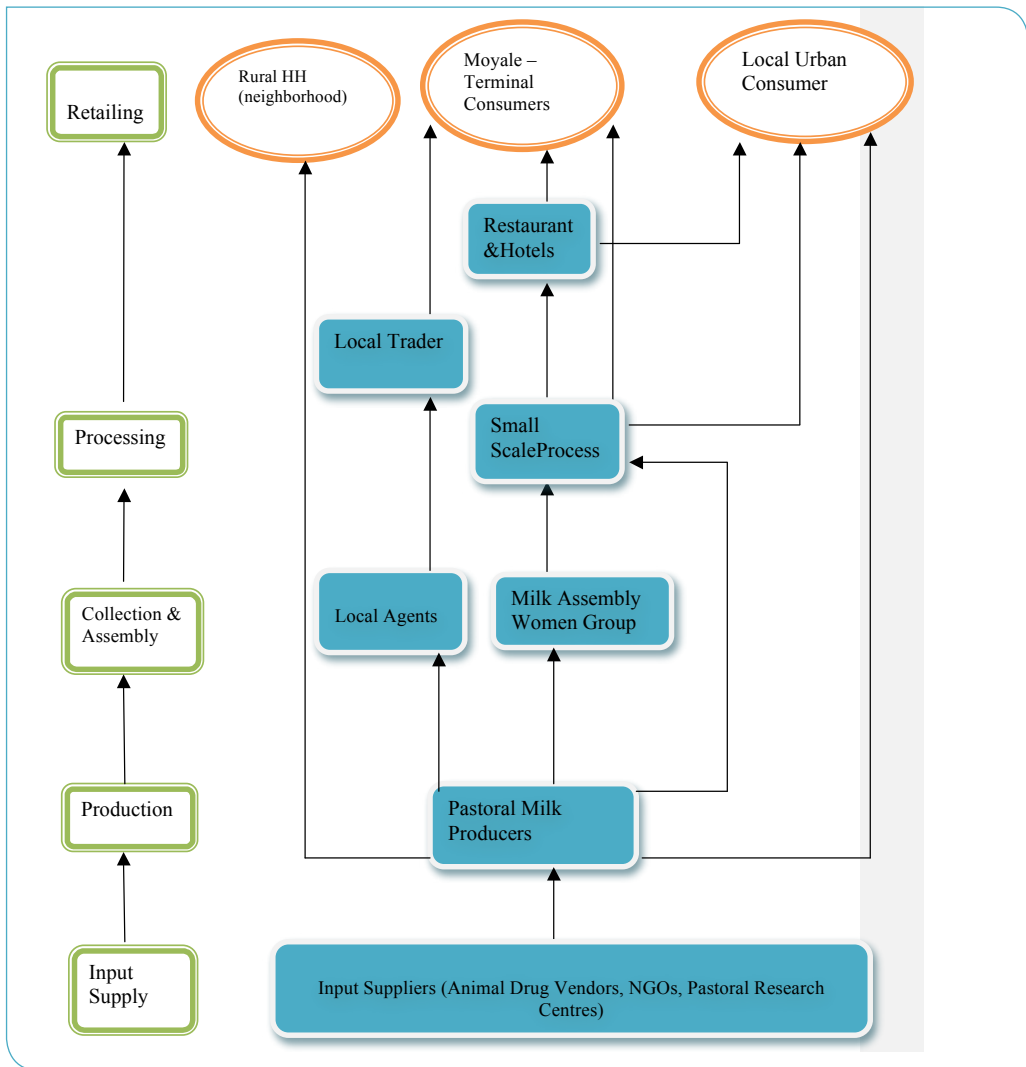 Retailing
Rural HH
(neighborhood)
Moyale –
Terminal
Consumers
Local Urban
Consumer
Restaurant
&Hotels
Local Trader
Processing
Small
ScaleProcess
Collection &
Assembly
Local Agents
Milk Assembly
Women Group
Production
Pastoral Milk
Producers
Input
Supply
Input Suppliers (Animal Drug Vendors, NGOs, Pastoral Research
Centres)